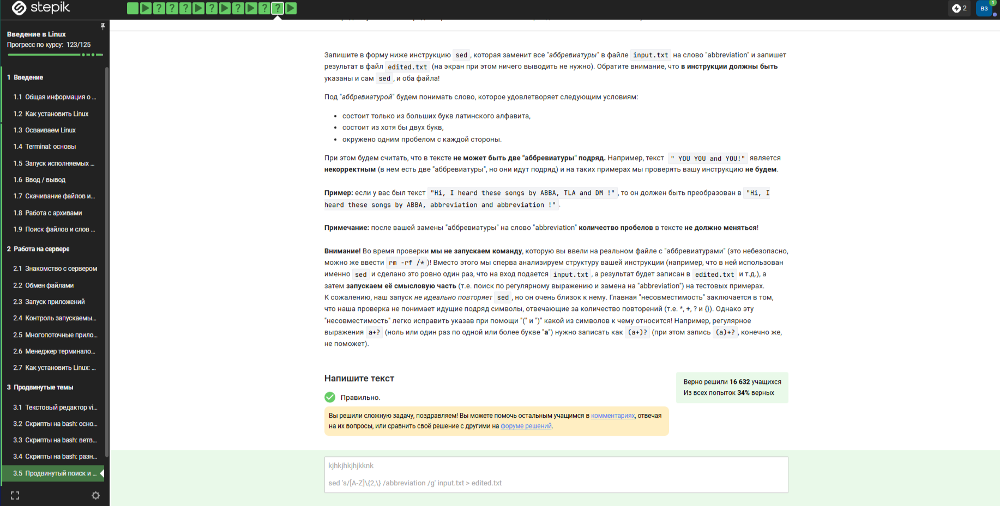 stepik
? ? ? ? ? ? ?
2
ВЗ
1
Введение в Linux
Прогресс по курсу: 123/125
1 Введение
1.1 Общая информация о ...
1.2 Как установить Linux
1.3 Осваиваем Linux
1.4 Terminal: основы
1.5 Запуск исполняемых ...
1.6 Ввод / вывод
1.7 Скачивание файлов и...
1.8 Работа с архивами
1.9 Поиск файлов и слов ...
2 Работа на сервере
2.1 Знакомство с сервером
2.2 Обмен файлами
2.3 Запуск приложений
2.4 Контроль запускаемы...
2.5 Многопоточные прило...
2.6 Менеджер терминало...
2.7 Как установить Linux: ...
3 Продвинутые темы
3.1 Текстовый редактор vi...
3.2 Скрипты на bash: осно...
3.3 Скрипты на bash: ветв...
3.4 Скрипты на bash: разн...
3.5 Продвинутый поиск и ...
Запишите в форму ниже инструкцию sed, которая заменит все "аббревиатуры" в файле input.txt на слово "abbreviation" и запишет
результат в файл edited.txt (на экран при этом ничего выводить не нужно). Обратите внимание, что в инструкции должны быть
указаны и сам sed, и оба файла!
Под "аббревиатурой" будем понимать слово, которое удовлетворяет следующим условиям:
• состоит только из больших букв латинского алфавита,
• состоит из хотя бы двух букв,
• окружено одним пробелом с каждой стороны.
При этом будем считать, что в тексте не может быть две "аббревиатуры" подряд. Например, текст " YOU YOU and YOU!" является
некорректным (в нем есть две "аббревиатуры", но они идут подряд) и на таких примерах мы проверять вашу инструкцию не будем.
Пример: если у вас был текст "Hi, I heard these songs by ABBA, TLA and DM !", то он должен быть преобразован в "Hi, I
heard these songs by ABBA, abbreviation and abbreviation !".
Примечание: после вашей замены "аббревиатуры" на слово "abbreviation" количество пробелов в тексте не должно меняться!
Внимание! Во время проверки мы не запускаем команду, которую вы ввели на реальном файле с "аббревиатурами" (это небезопасно,
можно же ввести rm -rf /*)! Вместо этого мы сперва анализируем структуру вашей инструкции (например, что в ней использован
именно sed и сделано это ровно один раз, что на вход подается input.txt, а результат будет записан в edited.txt и т.д.), а
затем запускаем её смысловую часть (т.е. поиск по регулярному выражению и замена на "abbreviation") на тестовых примерах.
К сожалению, наш запуск не идеально повторяет sed, но он очень близок к нему. Главная "несовместимость" заключается в том,
что наша проверка не понимает идущие подряд символы, отвечающие за количество повторений (т.е. *, +, ? и {}). Однако эту
"несовместимость" легко исправить указав при помощи "(" и ")" какой из символов к чему относится! Например, регулярное
выражения a+? (ноль или один раз по одной или более букве "a") нужно записать как (a+)? (при этом запись (a)+?, конечно же,
не поможет).
Напишите текст
Верно решили 16 632 учащихся
Из всех попыток 34% верных
Правильно.
Вы решили сложную задачу, поздравляем! Вы можете помочь остальным учащимся в комментариях, отвечая
на их вопросы, или сравнить своё решение с другими на форуме решений.
kjhkjhkjhjkknk
sed 's/[A-Z]\{2,\} /abbreviation /g' input.txt > edited.txt